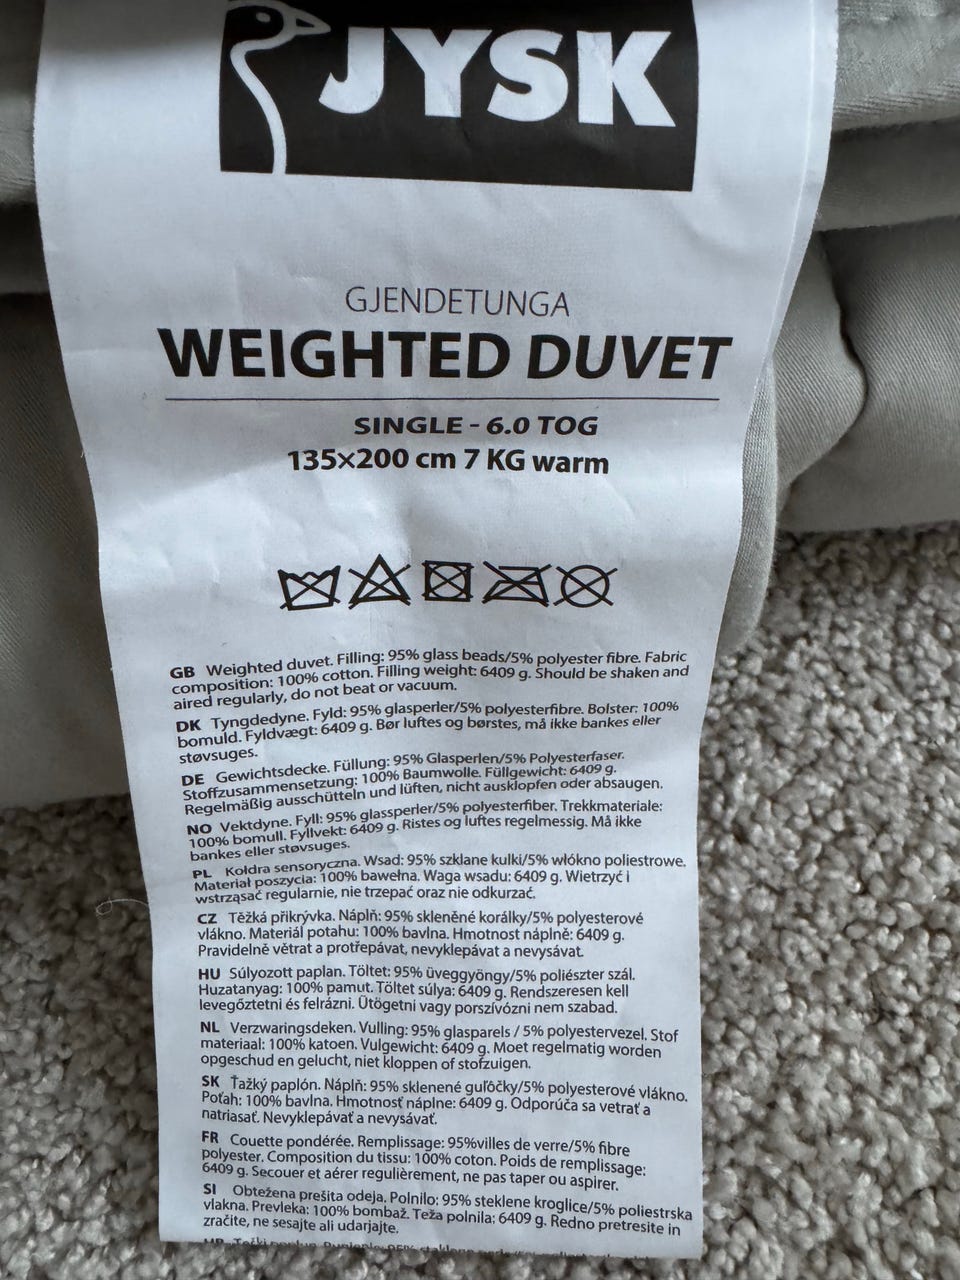 JYSK
GJENDETUNGA
WEIGHTED DUVET
SINGLE - 6.0 TOG
135x200 cm 7 KG warm
GB Weighted duvet. Filling: 95% glass beads/5% polyester fibre. Fabric
composition: 100% cotton. Filling weight: 6409 g. Should be shaken and
aired regularly, do not beat or vacuum.
DK Tyngdedyne. Fyld: 95% glasperler/5% polyesterfibre. Bolster: 100%
bomuld. Fyldvægt: 6409 g. Bør luftes og børstes, må ikke bankes eller
støvsuges.
DE Gewichtsdecke. Füllung: 95% Glasperlen/5% Polyesterfaser.
Stoffzusammensetzung: 100% Baumwolle. Füllgewicht: 6409 g.
Regelmäßig ausschütteln und lüften, nicht ausklopfen oder absaugen.
NO Vektdyne. Fyll: 95% glassperler/5% polyesterfiber. Trekkmateriale:
100% bomull. Fyllvekt: 6409 g. Ristes og luftes regelmessig. Må ikke
bankes eller støvsuges.
PL Kołdra sensoryczna. Wsad: 95% szklane kulki/5% włókno poliestrowe.
Materiał poszycia: 100% bawełna. Waga wsadu: 6409 g. Wietrzyć i
wstrząsać regularnie, nie trzepać oraz nie odkurzać.
CZ Těžká přikrývka. Náplň: 95% skleněné korálky/5% polyesterové
vlákno. Materiál potahu: 100% bavlna. Hmotnost náplně: 6409 g.
Pravidelně větrat a protřepávat, nevyklepávat a nevysávat.
HU Súlyozott paplan. Töltet: 95% üveggyöngy/5% poliészter szál.
Huzatanyag: 100% pamut. Töltet súlya: 6409 g. Rendszeresen kell
levegőztetni és felrázni. Ütögetni vagy porszívózni nem szabad.
NL Verzwaringsdeken. Vulling: 95% glasparels / 5% polyestervezel. Stof
materiaal: 100% katoen. Vulgewicht: 6409 g. Moet regelmatig worden
opgeschud en gelucht, niet kloppen of stofzuigen.
SK Ťažký paplón. Náplň: 95% sklenené guľôčky/5% polyesterové vlákno.
Poťah: 100% bavlna. Hmotnosť náplne: 6409 g. Odporúča sa vetrať a
natriasať. Nevyklepávať a nevysávať.
FR Couette pondérée. Remplissage: 95%villes de verre/5% fibre
polyester. Composition du tissu: 100% coton. Poids de remplissage:
6409 g. Secouer et aérer regulièrement, ne pas taper ou aspirer.
SI Obtežena prešita odeja. Polnilo: 95% steklene kroglice/5% poliestrska
vlakna. Prevleka: 100% bombaž. Teža polnila: 6409 g. Redno pretresite in
zračite, ne sesajte ali udarjajte.